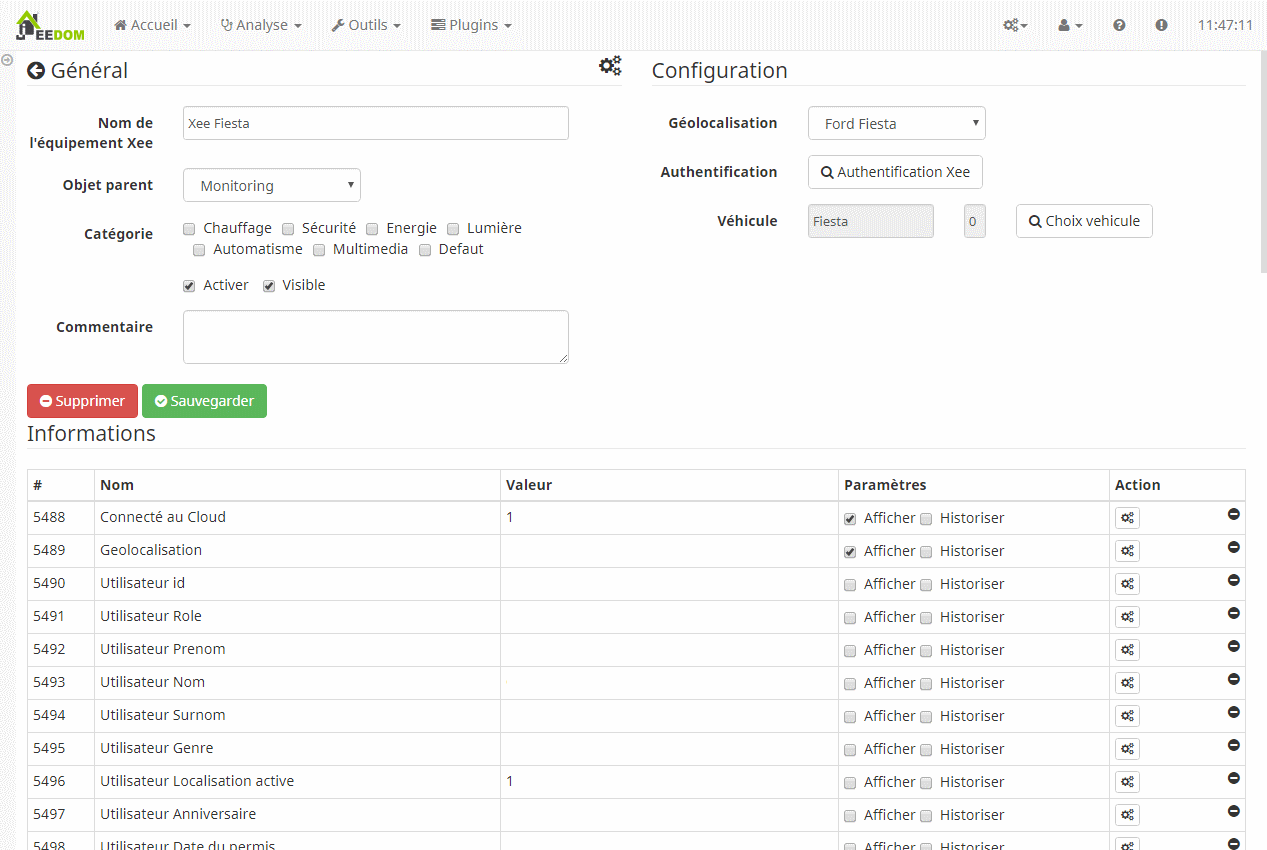 JEEDOM Accueil Analyse Outils Plugins 11:47:11
Général
Nom de l'équipement Xee Xee Fiesta
Objet parent Monitoring
Catégorie Chauffage Sécurité Energie Lumière
Automatisme Multimedia Defaut
Activer Visible
Commentaire
Configuration
Géolocalisation Ford Fiesta
Authentification Authentification Xee
Véhicule Fiesta 0 Choix vehicule
Supprimer Sauvegarder
Informations
# Nom Valeur Paramètres Action
5488 Connecté au Cloud 1 Afficher Historiser
5489 Geolocalisation Afficher Historiser
5490 Utilisateur id Afficher Historiser
5491 Utilisateur Role Afficher Historiser
5492 Utilisateur Prenom Afficher Historiser
5493 Utilisateur Nom Afficher Historiser
5494 Utilisateur Surnom Afficher Historiser
5495 Utilisateur Genre Afficher Historiser
5496 Utilisateur Localisation active 1 Afficher Historiser
5497 Utilisateur Anniversaire Afficher Historiser
5498 Utilisateur Date du permis Afficher Historiser